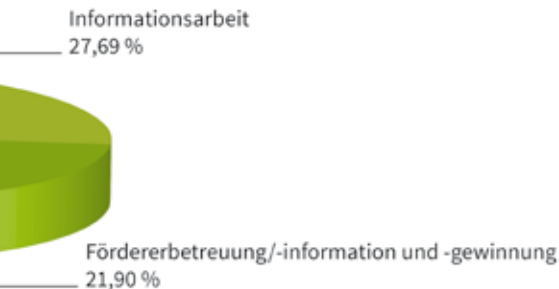 Informationsarbeit
27,69 %
Fördererbetreuung/-information und -gewinnung
21,90 %